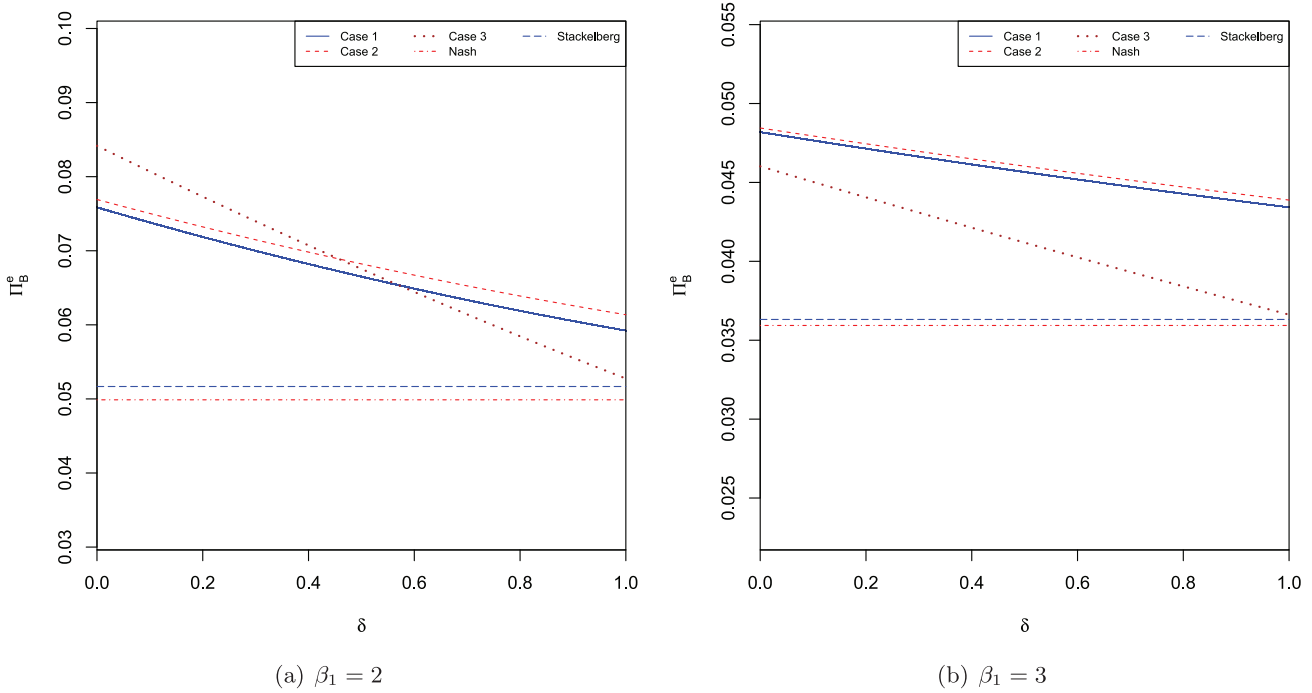 Case 1
Case 2
Case 3
Nash
Stackelberg
0.10
0.09
0.08
0.07
0.06
0.05
0.04
0.03
Π_B^e
0.0 0.2 0.4 0.6 0.8 1.0
δ
(a) β₁ = 2
Case 1
Case 2
Case 3
Nash
Stackelberg
0.055
0.050
0.045
0.040
0.035
0.030
0.025
Π_B^e
0.0 0.2 0.4 0.6 0.8 1.0
δ
(b) β₁ = 3